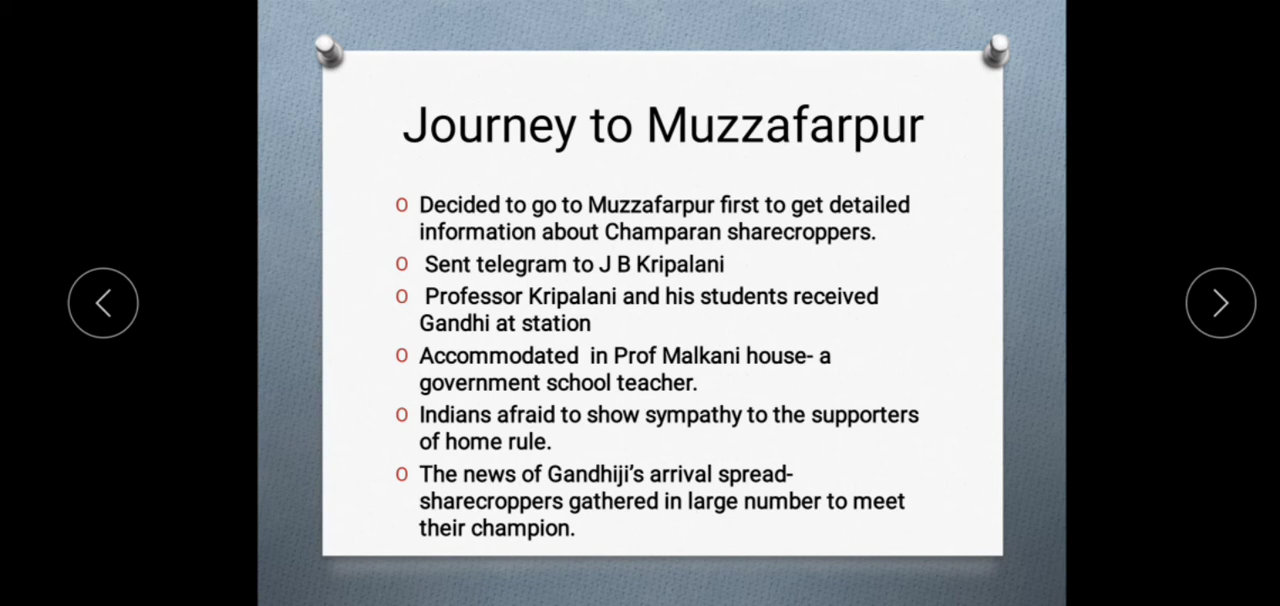 Journey to Muzzafarpur
o Decided to go to Muzzafarpur first to get detailed
information about Champaran sharecroppers.
o Sent telegram to J B Kripalani
o Professor Kripalani and his students received
Gandhi at station
o Accommodated in Prof Malkani house- a
government school teacher.
o Indians afraid to show sympathy to the supporters
of home rule.
o The news of Gandhiji's arrival spread-
sharecroppers gathered in large number to meet
their champion.